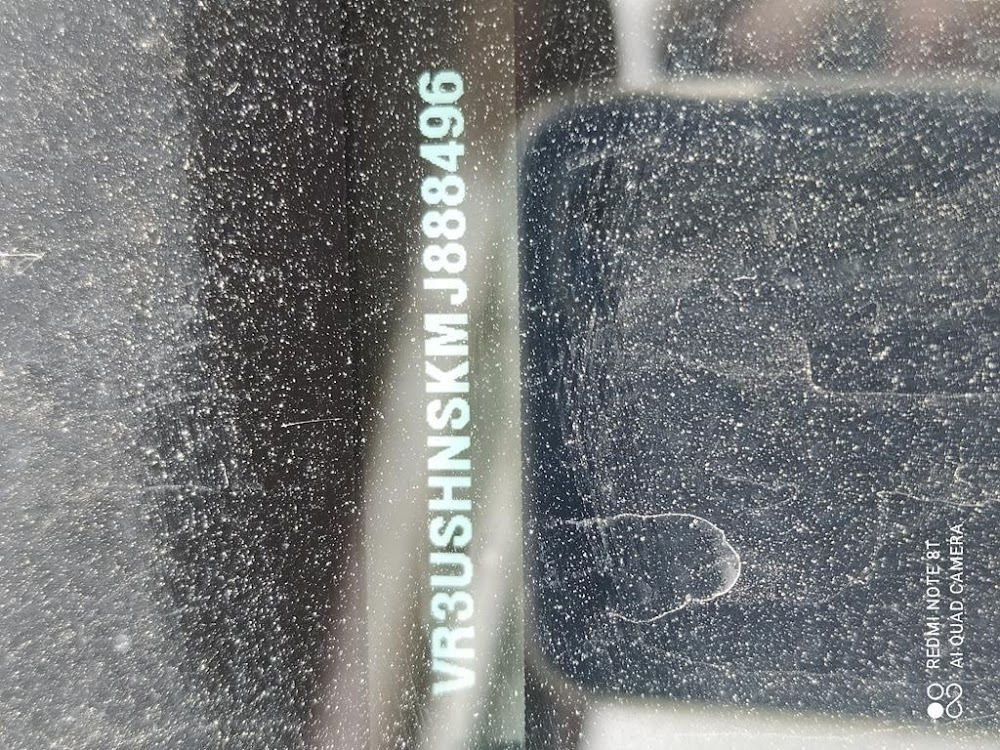 VR3USHNSKMJ888496
REDMI NOTE 8T
AI QUAD CAMERA